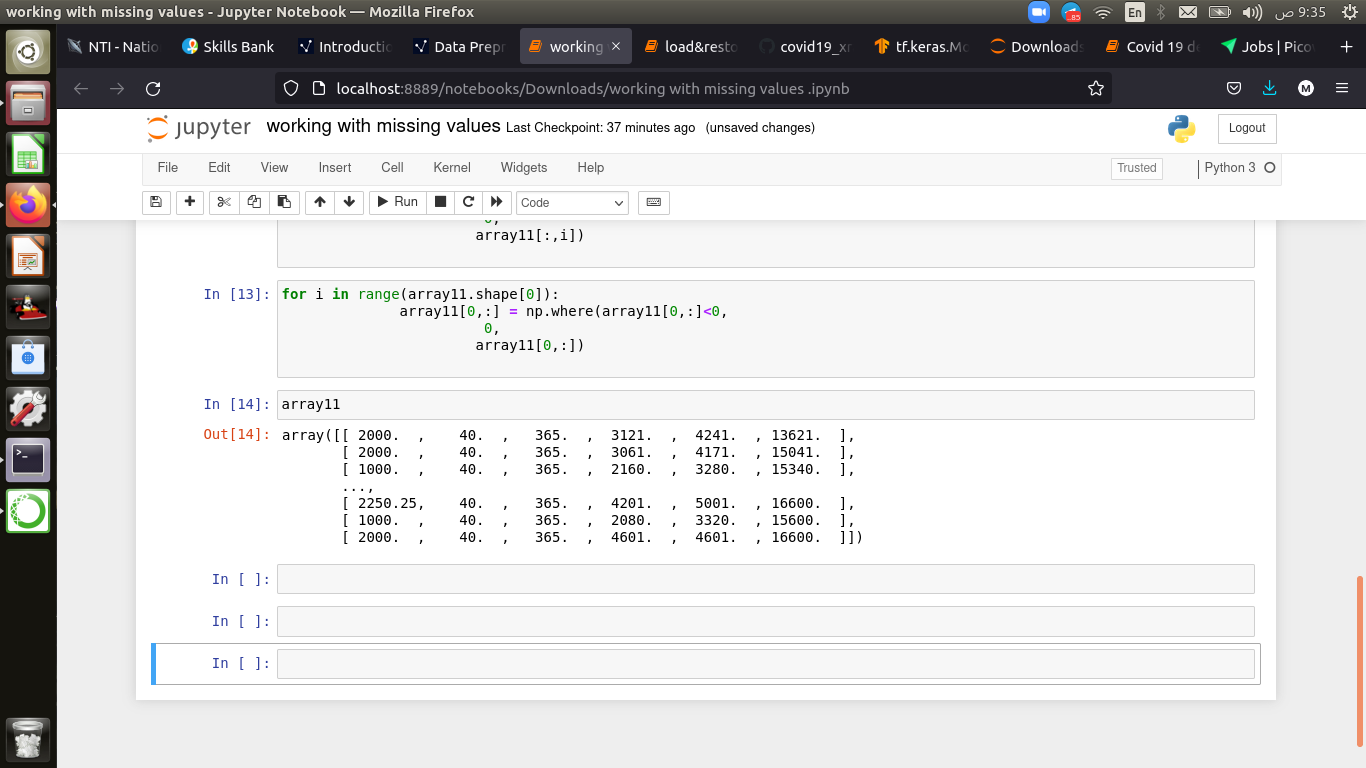 working with missing values - Jupyter Notebook — Mozilla Firefox
85
En
9:35 ص
NTI - Natio
Skills Bank
Introductio
Data Prepr
working
load&resto
covid19_xr
tf.keras.Mo
Downloads
Covid 19 de
Jobs | Pico
localhost:8889/notebooks/Downloads/working with missing values .ipynb
M
jupyter
working with missing values Last Checkpoint: 37 minutes ago (unsaved changes)
Logout
File Edit View Insert Cell Kernel Widgets Help
Trusted
Python 3
Run
Code
0,
array11[:,i])
In [13]: for i in range(array11.shape[0]):
array11[0,:] = np.where(array11[0,:]<0,
0,
array11[0,:])
In [14]: array11
Out[14]: array([[ 2000.  ,    40.  ,   365.  ,  3121.  ,  4241.  , 13621.  ],
[ 2000.  ,    40.  ,   365.  ,  3061.  ,  4171.  , 15041.  ],
[ 1000.  ,    40.  ,   365.  ,  2160.  ,  3280.  , 15340.  ],
...,
[ 2250.25,    40.  ,   365.  ,  4201.  ,  5001.  , 16600.  ],
[ 1000.  ,    40.  ,   365.  ,  2080.  ,  3320.  , 15600.  ],
[ 2000.  ,    40.  ,   365.  ,  4601.  ,  4601.  , 16600.  ]])
In [ ]:
In [ ]:
In [ ]: